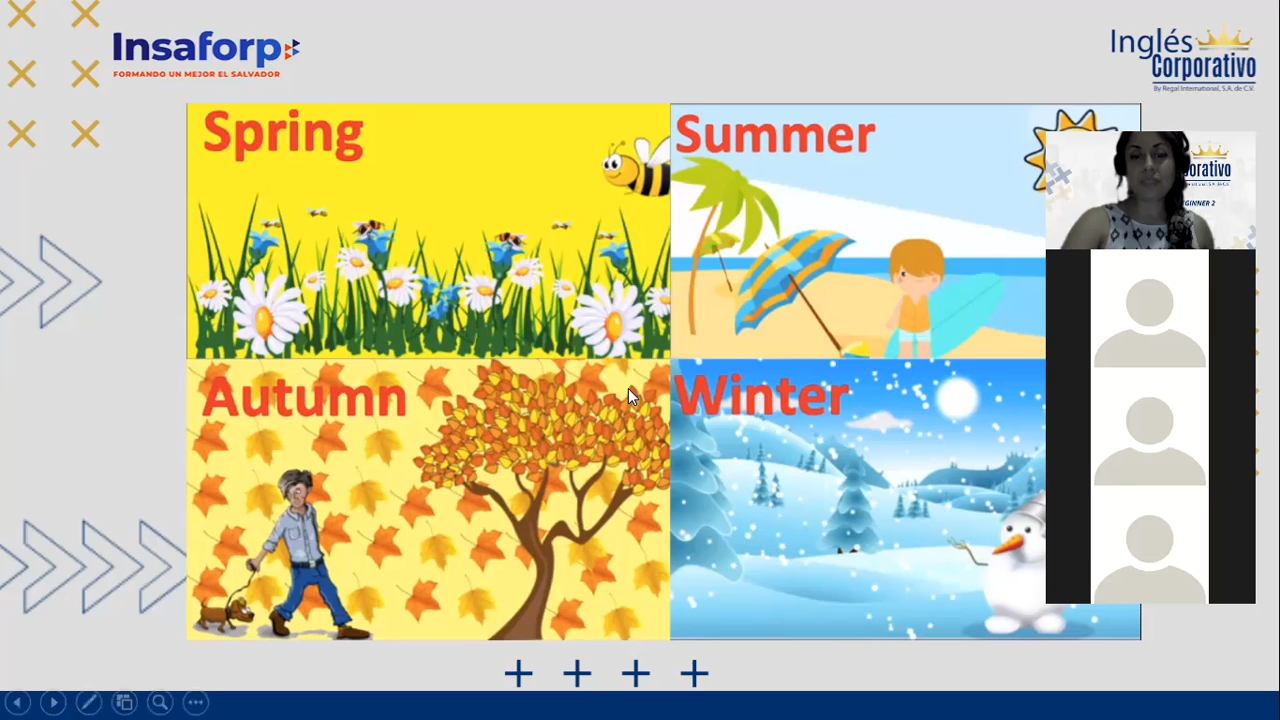 Insaforp
FORMANDO UN MEJOR EL SALVADOR
Inglés
Corporativo
By Regal International, S.A. de C.V.
Spring
Summer
Autumn
Winter